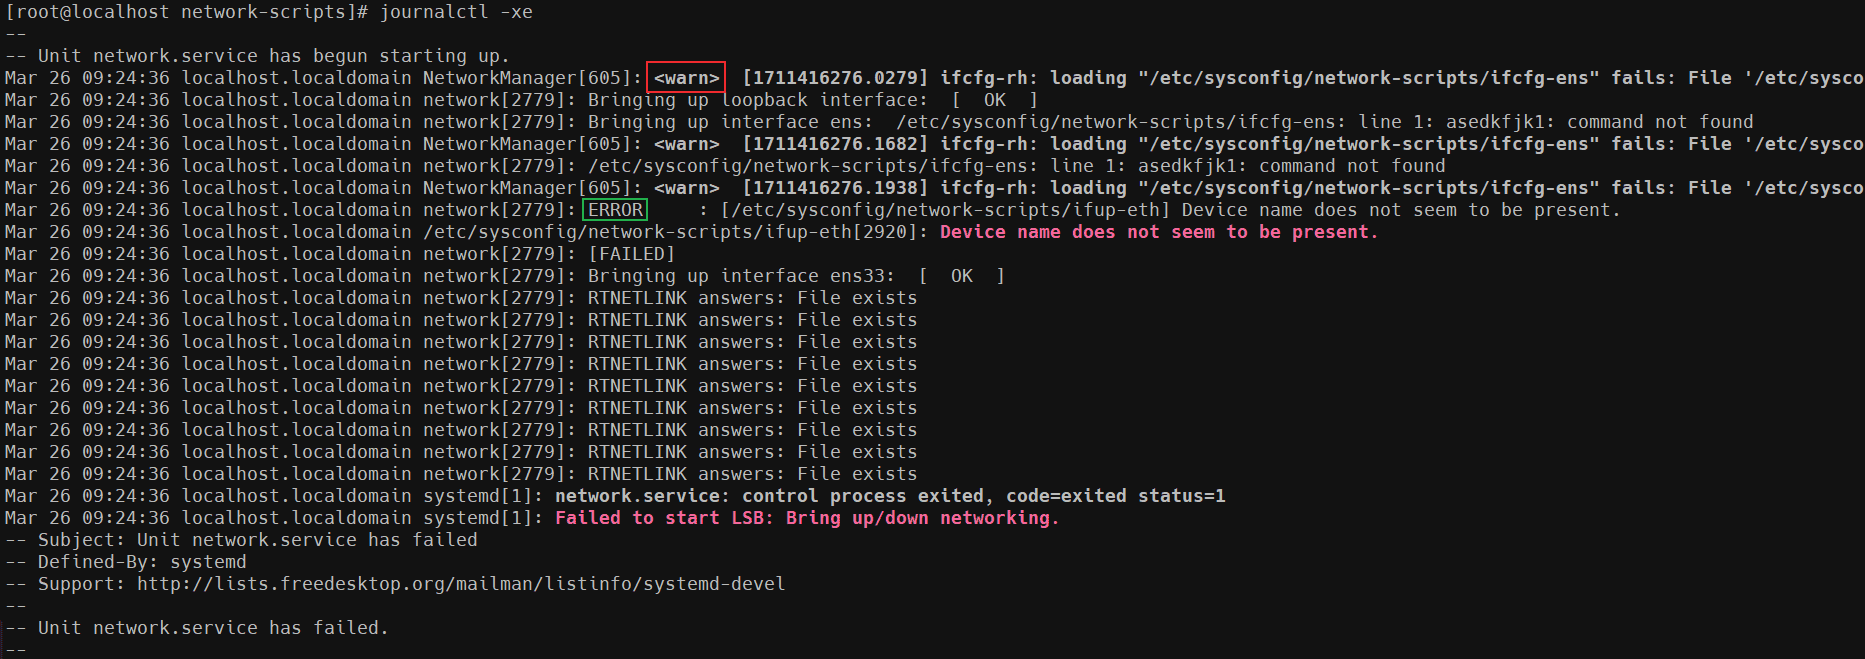 [root@localhost network-scripts]# journalctl -xe
--
-- Unit network.service has begun starting up.
Mar 26 09:24:36 localhost.localdomain NetworkManager[605]: <warn>  [1711416276.0279] ifcfg-rh: loading "/etc/sysconfig/network-scripts/ifcfg-ens" fails: File '/etc/sysco
Mar 26 09:24:36 localhost.localdomain network[2779]: Bringing up loopback interface:  [  OK  ]
Mar 26 09:24:36 localhost.localdomain network[2779]: Bringing up interface ens:  /etc/sysconfig/network-scripts/ifcfg-ens: line 1: asedkfjk1: command not found
Mar 26 09:24:36 localhost.localdomain NetworkManager[605]: <warn>  [1711416276.1682] ifcfg-rh: loading "/etc/sysconfig/network-scripts/ifcfg-ens" fails: File '/etc/sysco
Mar 26 09:24:36 localhost.localdomain network[2779]: /etc/sysconfig/network-scripts/ifcfg-ens: line 1: asedkfjk1: command not found
Mar 26 09:24:36 localhost.localdomain NetworkManager[605]: <warn>  [1711416276.1938] ifcfg-rh: loading "/etc/sysconfig/network-scripts/ifcfg-ens" fails: File '/etc/sysco
Mar 26 09:24:36 localhost.localdomain network[2779]: ERROR     : [/etc/sysconfig/network-scripts/ifup-eth] Device name does not seem to be present.
Mar 26 09:24:36 localhost.localdomain /etc/sysconfig/network-scripts/ifup-eth[2920]: Device name does not seem to be present.
Mar 26 09:24:36 localhost.localdomain network[2779]: [FAILED]
Mar 26 09:24:36 localhost.localdomain network[2779]: Bringing up interface ens33:  [  OK  ]
Mar 26 09:24:36 localhost.localdomain network[2779]: RTNETLINK answers: File exists
Mar 26 09:24:36 localhost.localdomain network[2779]: RTNETLINK answers: File exists
Mar 26 09:24:36 localhost.localdomain network[2779]: RTNETLINK answers: File exists
Mar 26 09:24:36 localhost.localdomain network[2779]: RTNETLINK answers: File exists
Mar 26 09:24:36 localhost.localdomain network[2779]: RTNETLINK answers: File exists
Mar 26 09:24:36 localhost.localdomain network[2779]: RTNETLINK answers: File exists
Mar 26 09:24:36 localhost.localdomain network[2779]: RTNETLINK answers: File exists
Mar 26 09:24:36 localhost.localdomain network[2779]: RTNETLINK answers: File exists
Mar 26 09:24:36 localhost.localdomain network[2779]: RTNETLINK answers: File exists
Mar 26 09:24:36 localhost.localdomain systemd[1]: network.service: control process exited, code=exited status=1
Mar 26 09:24:36 localhost.localdomain systemd[1]: Failed to start LSB: Bring up/down networking.
-- Subject: Unit network.service has failed
-- Defined-By: systemd
-- Support: http://lists.freedesktop.org/mailman/listinfo/systemd-devel
--
-- Unit network.service has failed.
--